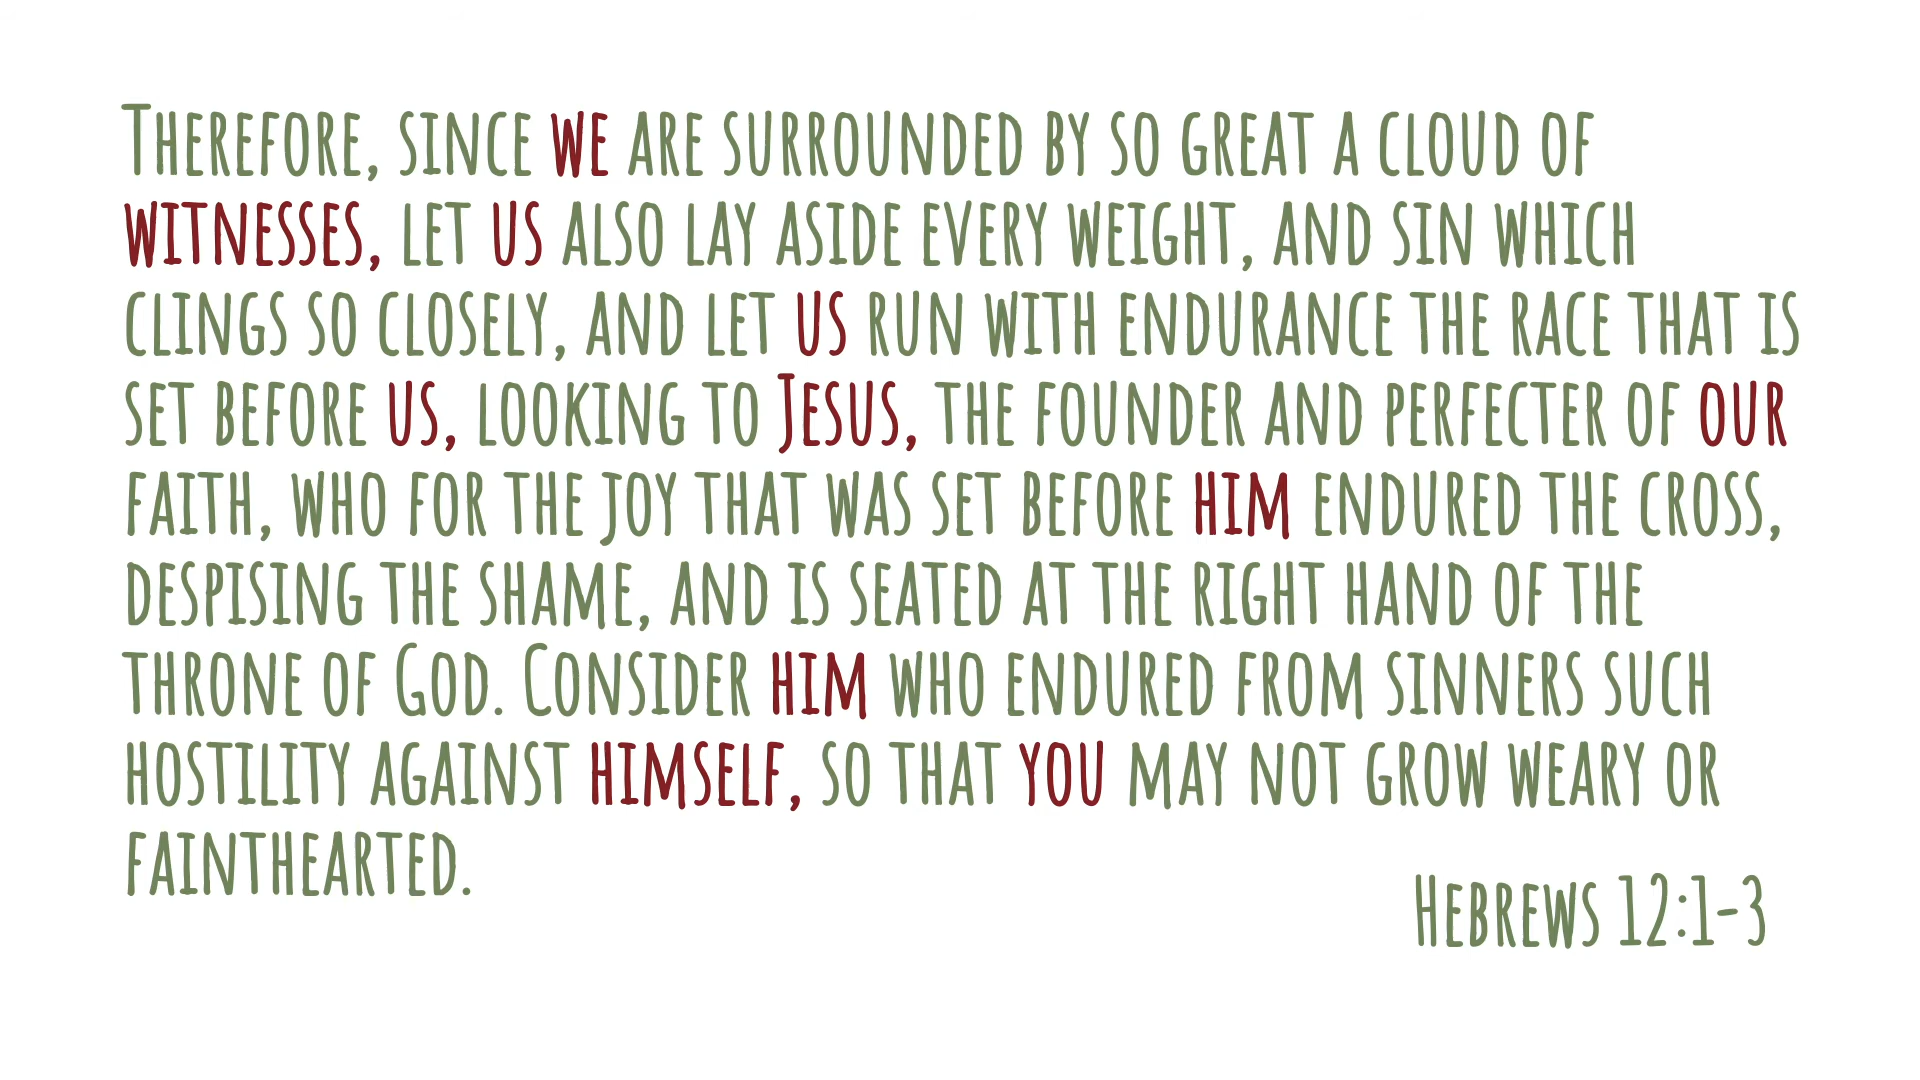 Therefore, since we are surrounded by so great a cloud of
witnesses, let us also lay aside every weight, and sin which
clings so closely, and let us run with endurance the race that is
set before us, looking to Jesus, the founder and perfecter of our
faith, who for the joy that was set before him endured the cross,
despising the shame, and is seated at the right hand of the
throne of God. Consider him who endured from sinners such
hostility against himself, so that you may not grow weary or
fainthearted.
Hebrews 12:1-3